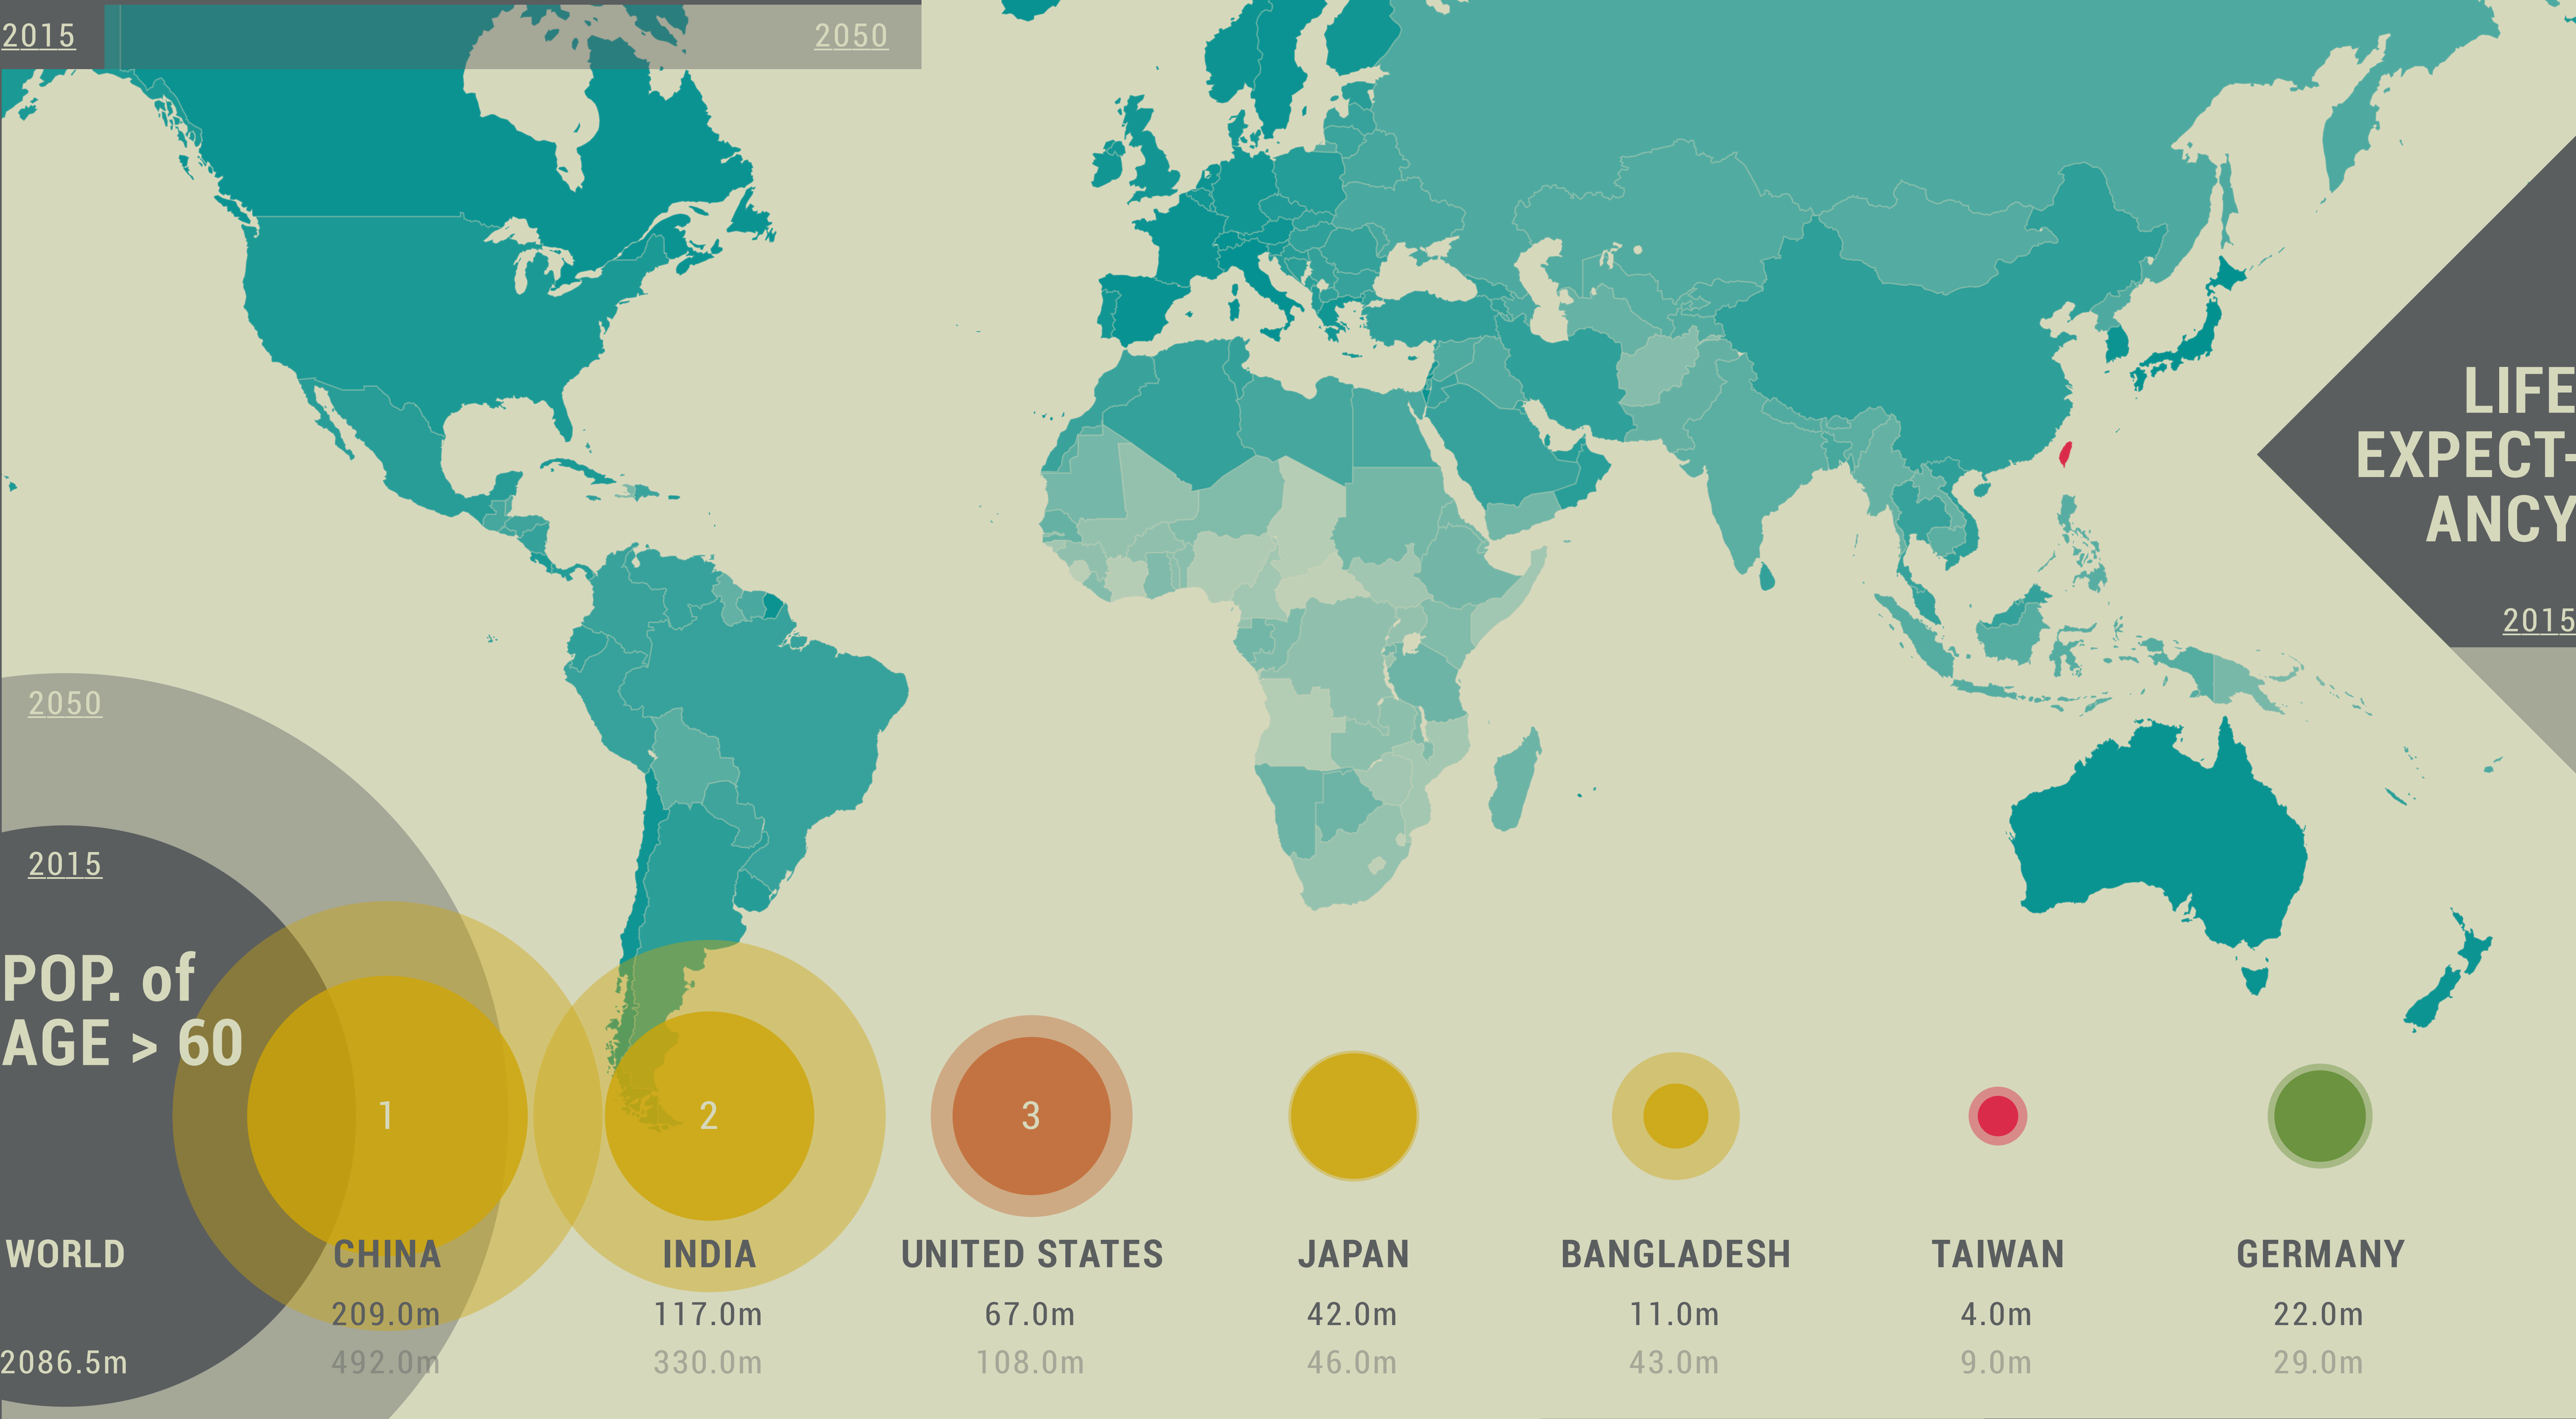 2015
2050
LIFE
EXPECT-
ANCY
2015
2050
2015
POP. of
AGE > 60
1
2
3
WORLD
CHINA
INDIA
UNITED STATES
JAPAN
BANGLADESH
TAIWAN
GERMANY
209.0m
117.0m
67.0m
42.0m
11.0m
4.0m
22.0m
2086.5m
492.0m
330.0m
108.0m
46.0m
43.0m
9.0m
29.0m